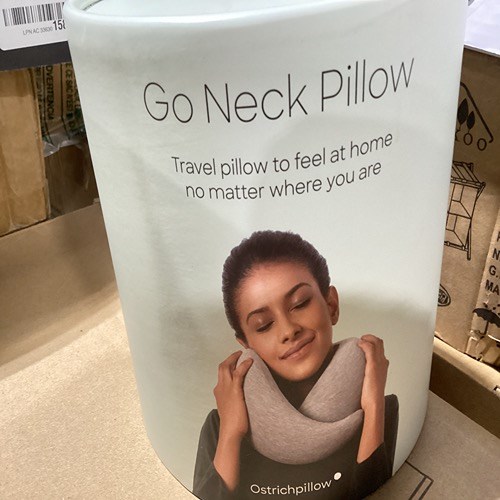 Go Neck Pillow
Travel pillow to feel at home
no matter where you are
Ostrichpillow